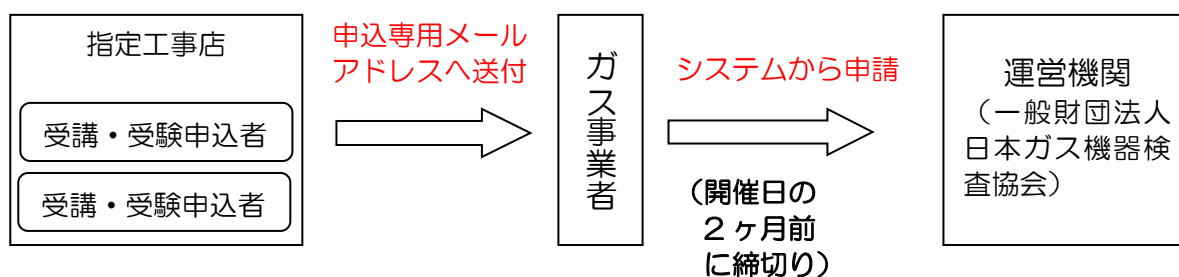 指定工事店
受講・受験申込者
受講・受験申込者
申込専用メール
アドレスへ送付
ガス事業者
システムから申請
（開催日の
２ヶ月前
に締切り）
運営機関
（一般財団法人
日本ガス機器検
査協会）